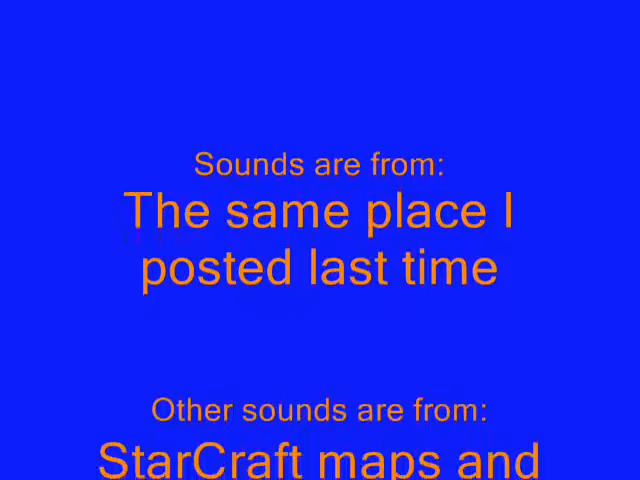 Sounds are from:
The same place I
posted last time
Other sounds are from:
StarCraft maps and